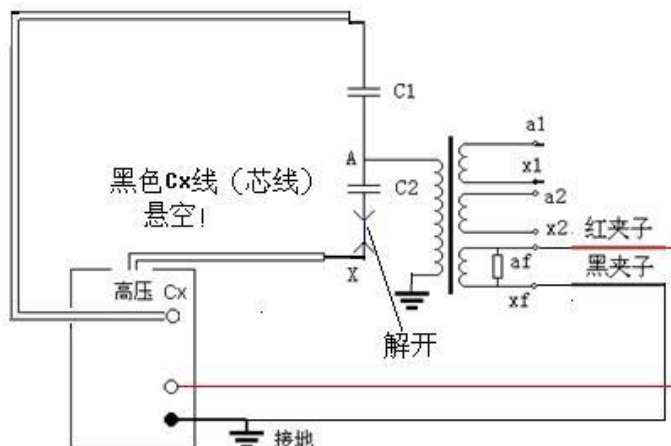 C1
a1
A
x1
黑色Cx线（芯线）
悬空！
C2
a2
x2
红夹子
高压
Cx
X
af
黑夹子
xf
解开
接地